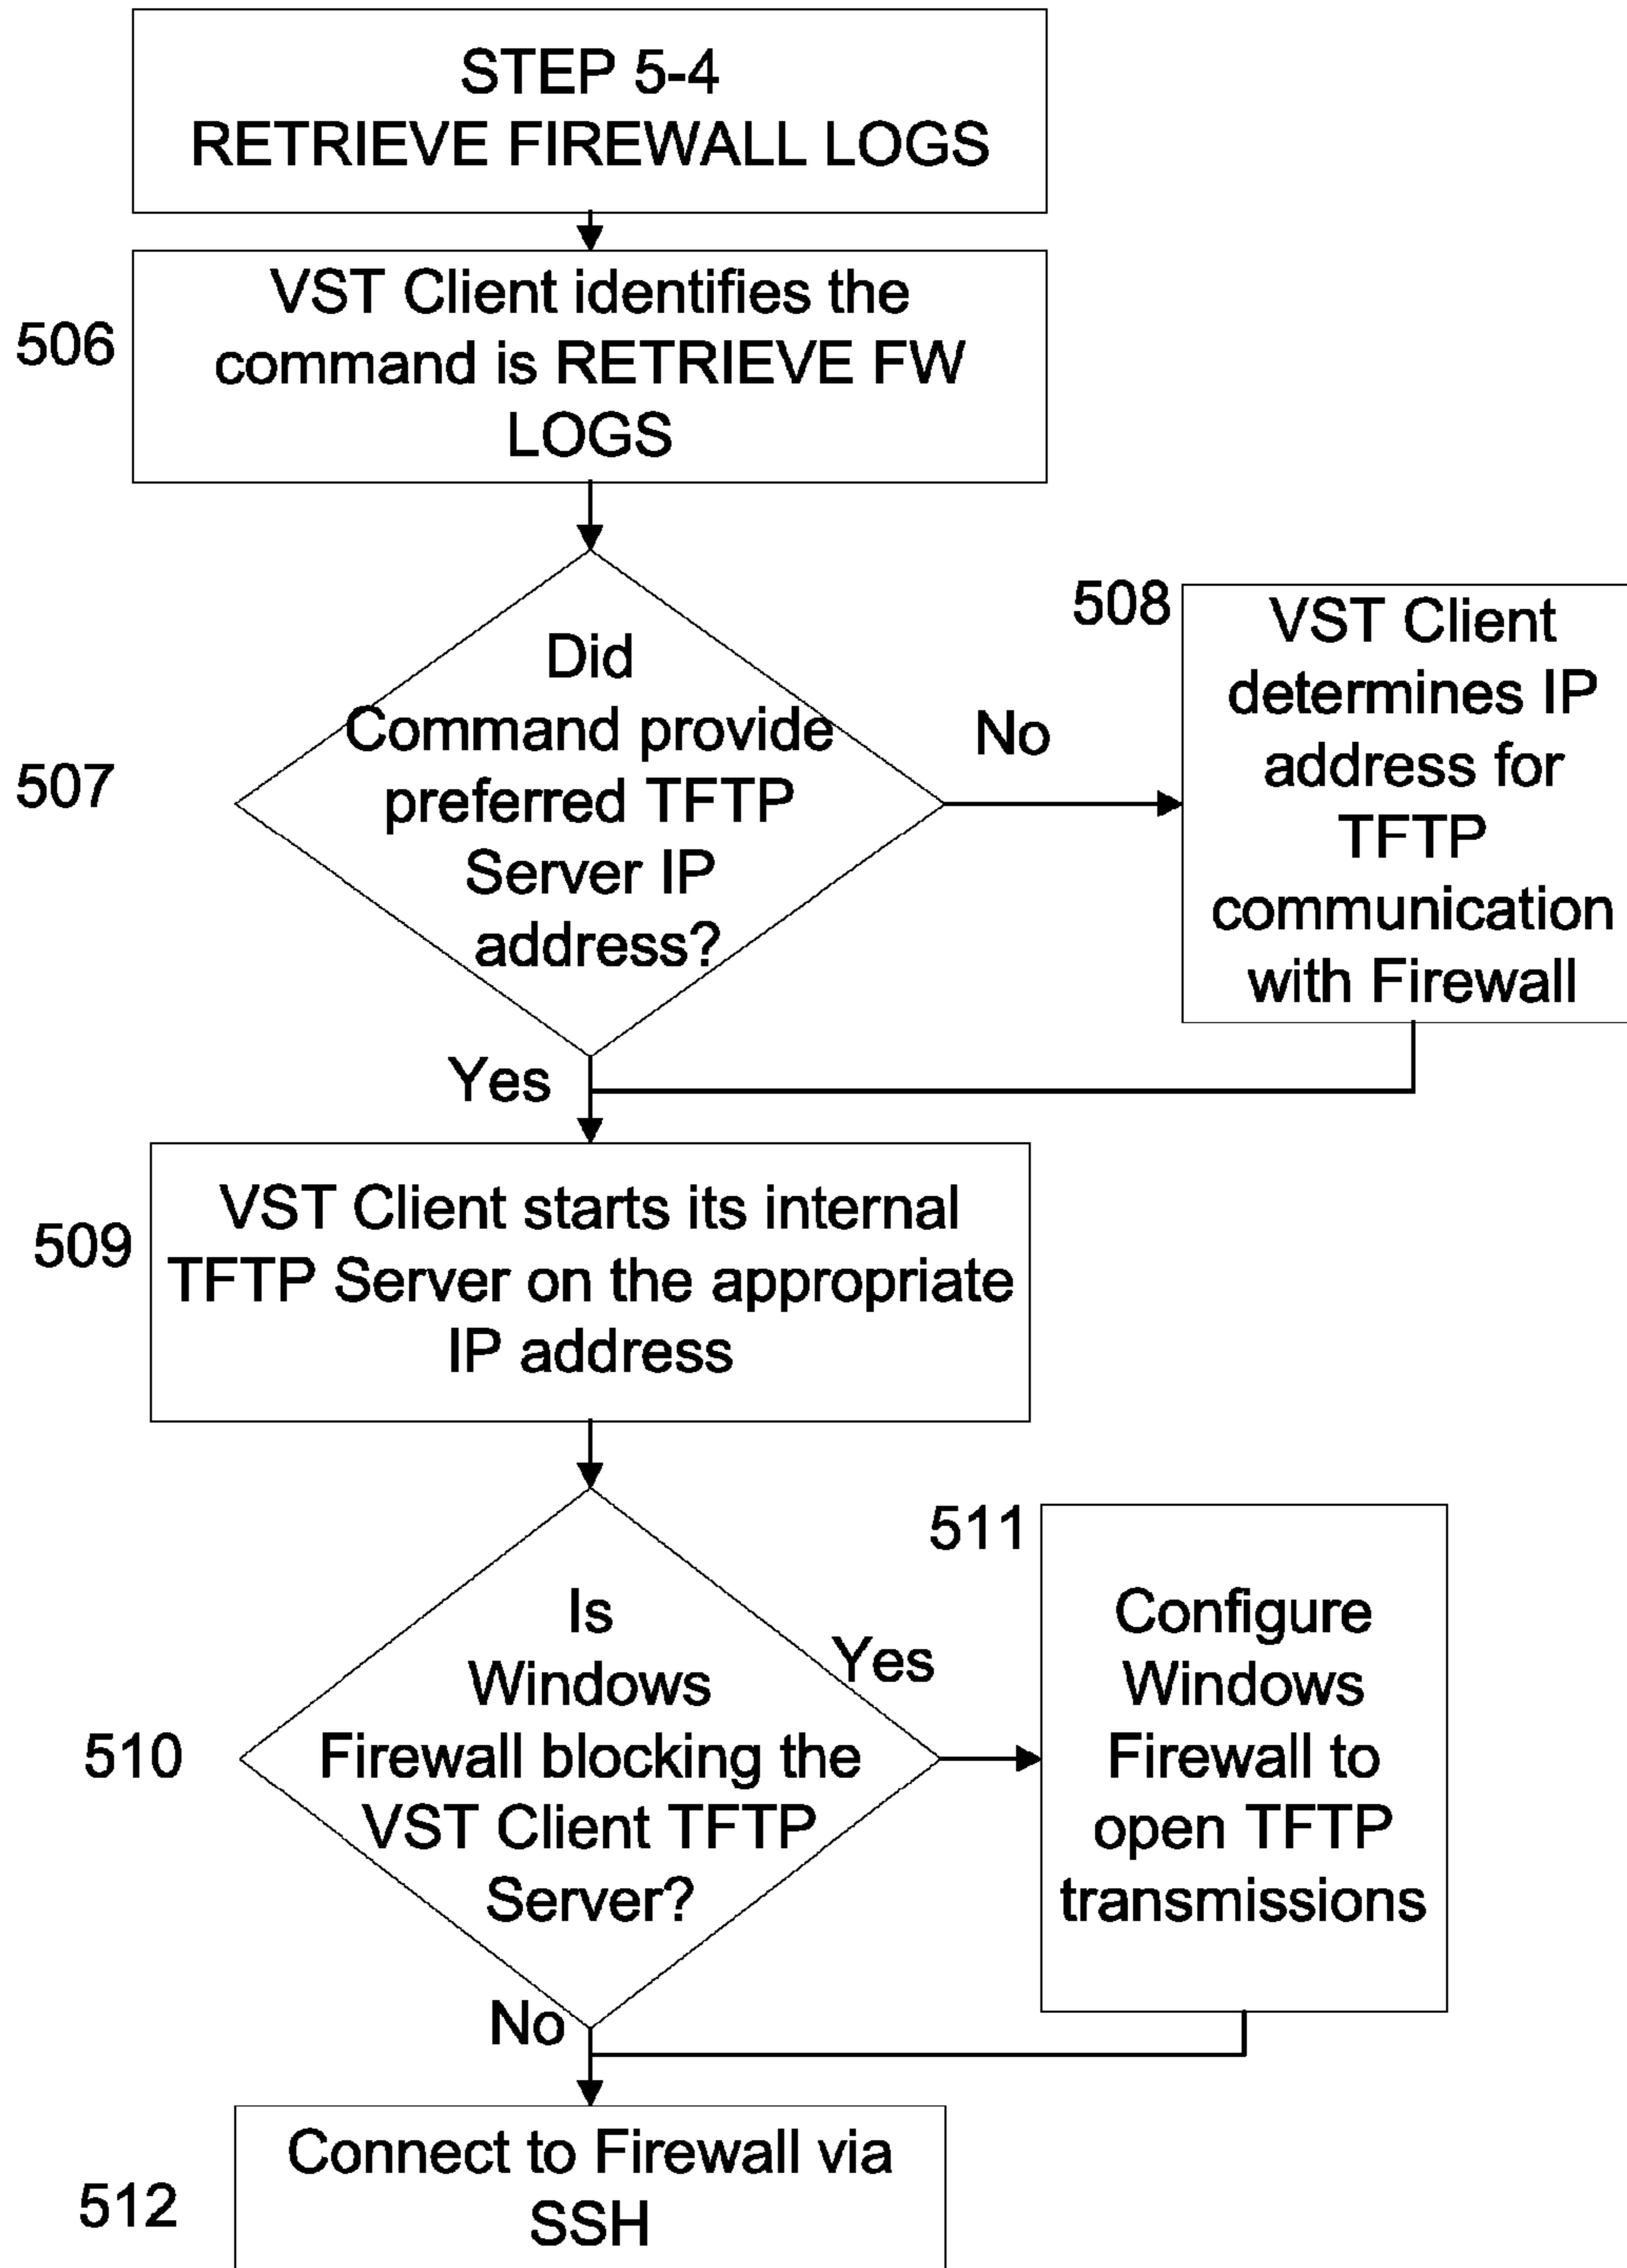 STEP 5-4
RETRIEVE FIREWALL LOGS
506
VST Client identifies the
command is RETRIEVE FW
LOGS
507
Did
Command provide
preferred TFTP
Server IP
address?
No
508
VST Client
determines IP
address for
TFTP
communication
with Firewall
Yes
509
VST Client starts its internal
TFTP Server on the appropriate
IP address
510
Is
Windows
Firewall blocking the
VST Client TFTP
Server?
Yes
511
Configure
Windows
Firewall to
open TFTP
transmissions
No
512
Connect to Firewall via
SSH